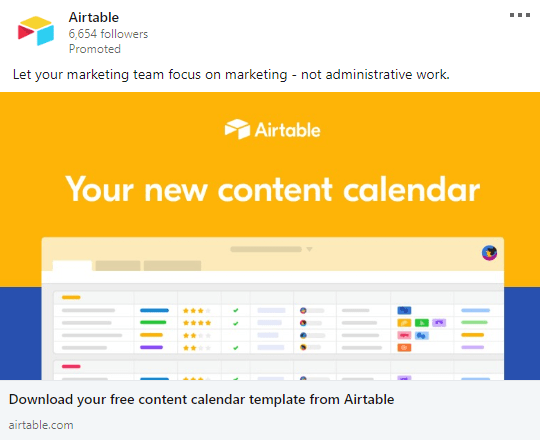 Airtable
6,654 followers
Promoted
Let your marketing team focus on marketing - not administrative work.
Airtable
Your new content calendar
Download your free content calendar template from Airtable
airtable.com